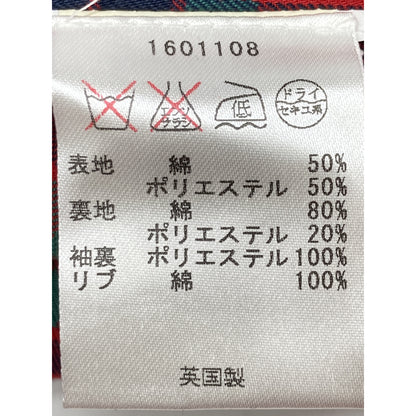 1601108
エンソ
サラシ
低
ドライ
セキユ系
表地 綿 50%
ポリエステル 50%
裏地 綿 80%
ポリエステル 20%
袖裏 ポリエステル 100%
リブ 綿 100%
英国製